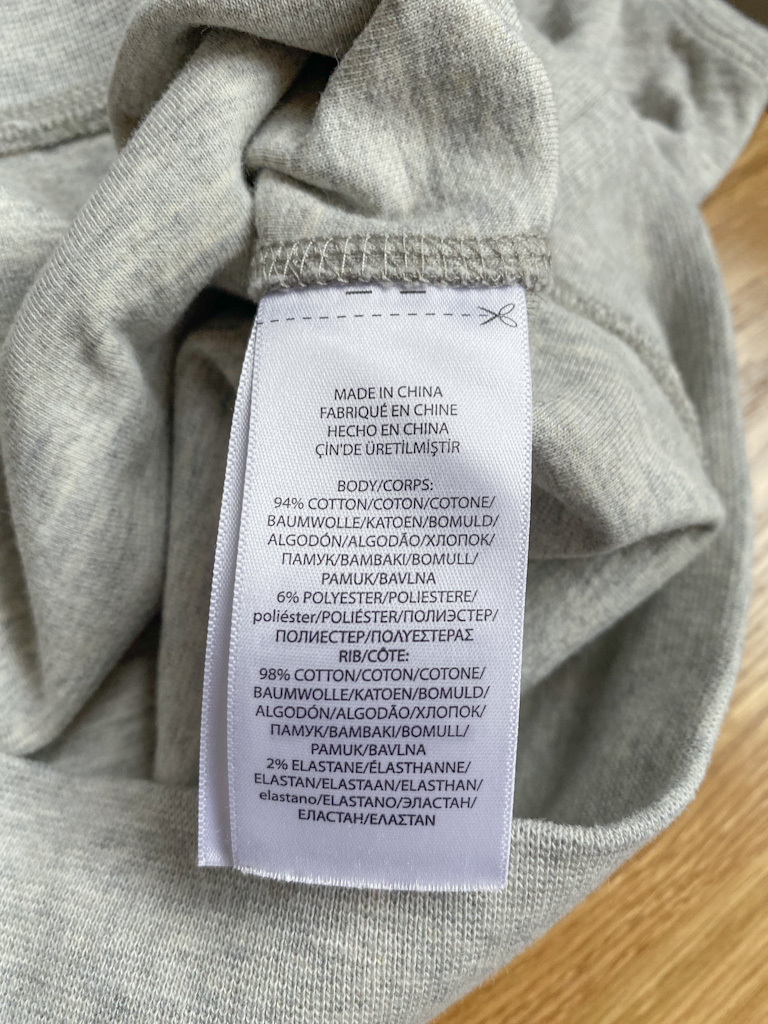 MADE IN CHINA
FABRIQUÉ EN CHINE
HECHO EN CHINA
ÇİN'DE ÜRETİLMİŞTİR
BODY/CORPS:
94% COTTON/COTON/COTONE/
BAUMWOLLE/KATOEN/BOMULD/
ALGODÓN/ALGODÃO/ХЛОПОК/
ПАМУК/ΒΑΜΒΑΚΙ/BOMULL/
PAMUK/BAVLNA
6% POLYESTER/POLIESTERE/
poliéster/POLIÉSTER/ПОЛИЭСТЕР/
ПОЛИЕСТЕР/ΠΟΛΥΕΣΤΕΡΑΣ
RIB/CÔTE:
98% COTTON/COTON/COTONE/
BAUMWOLLE/KATOEN/BOMULD/
ALGODÓN/ALGODÃO/ХЛОПОК/
ПАМУК/ΒΑΜΒΑΚΙ/BOMULL/
PAMUK/BAVLNA
2% ELASTANE/ÉLASTHANNE/
ELASTAN/ELASTAAN/ELASTHAN/
elastano/ELASTANO/ЭЛАСТАН/
ЕЛАСТАН/ΕΛΑΣΤΑΝ